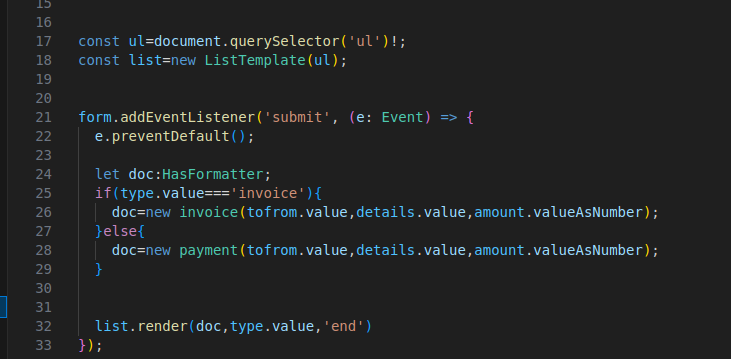 15
16
17 const ul=document.querySelector('ul')!;
18 const list=new ListTemplate(ul);
19
20
21 form.addEventListener('submit', (e: Event) => {
22 e.preventDefault();
23
24 let doc:HasFormatter;
25 if(type.value==='invoice'){
26 doc=new invoice(tofrom.value,details.value,amount.valueAsNumber);
27 }else{
28 doc=new payment(tofrom.value,details.value,amount.valueAsNumber);
29 }
30
31
32 list.render(doc,type.value,'end')
33 });